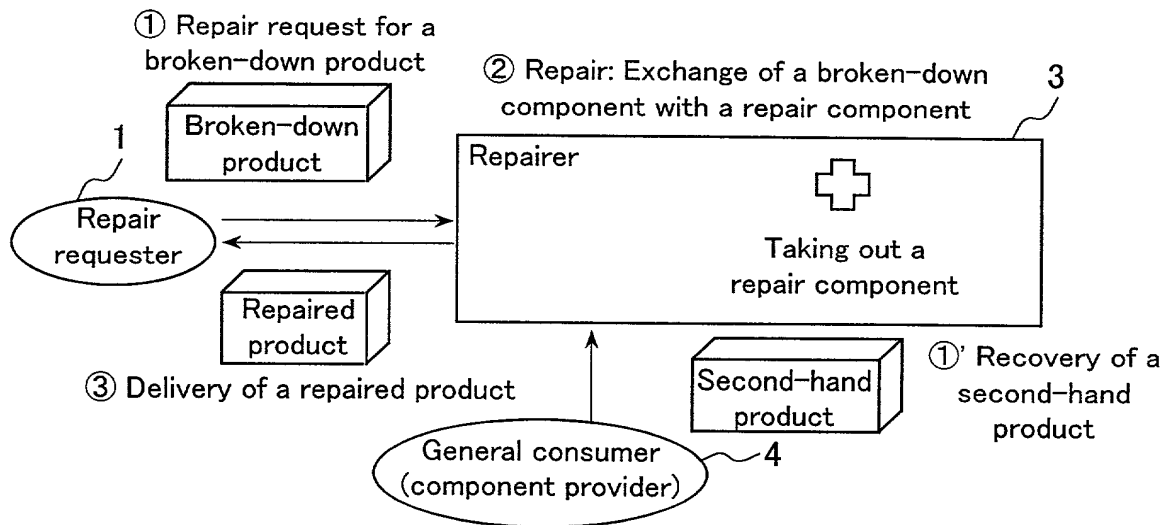 ① Repair request for a
broken-down product
Broken-down
product
1
Repair
requester
② Repair: Exchange of a broken-down
component with a repair component
3
Repairer
Taking out a
repair component
Repaired
product
③ Delivery of a repaired product
Second-hand
product
①' Recovery of a
second-hand
product
General consumer
(component provider)
4